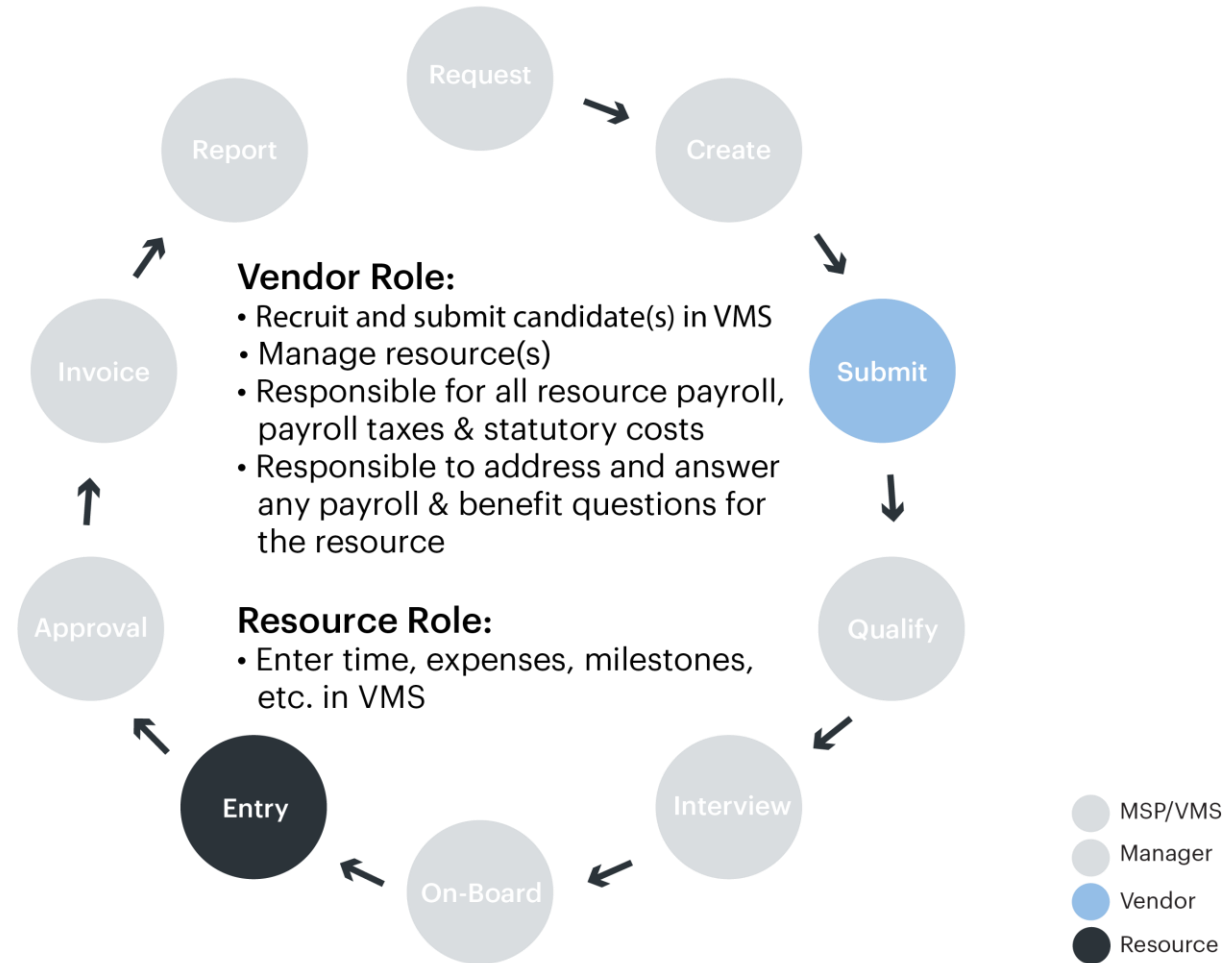 Request
Create
Submit
Qualify
Interview
On-Board
Entry
Approval
Invoice
Report
Vendor Role:
• Recruit and submit candidate(s) in VMS
• Manage resource(s)
• Responsible for all resource payroll,
payroll taxes & statutory costs
• Responsible to address and answer
any payroll & benefit questions for
the resource
Resource Role:
• Enter time, expenses, milestones,
etc. in VMS
MSP/VMS
Manager
Vendor
Resource